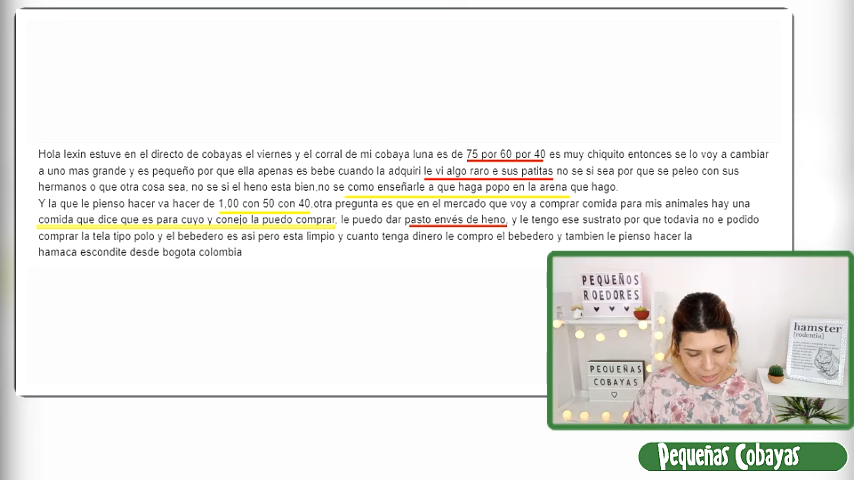 Hola lexin estuve en el directo de cobayas el viernes y el corral de mi cobaya luna es de 75 por 60 por 40 es muy chiquito entonces se lo voy a cambiar
a uno mas grande y es pequeño por que ella apenas es bebe cuando la adquiri le vi algo raro e sus patitas no se si sea por que se peleo con sus
hermanos o que otra cosa sea, no se si el heno esta bien,no se como enseñarle a que haga popo en la arena que hago.
Y la que le pienso hacer va hacer de 1,00 con 50 con 40.otra pregunta es que en el mercado que voy a comprar comida para mis animales hay una
comida que dice que es para cuyo y conejo la puedo comprar, le puedo dar pasto envés de heno, y le tengo ese sustrato por que todavia no e podido
comprar la tela tipo polo y el bebedero es asi pero esta limpio y cuanto tenga dinero le compro el bebedero y tambien le pienso hacer la
hamaca escondite desde bogota colombia
PEQUEÑOS
ROEDORES
PEQUEÑAS
COBAYAS
hamster
[rodentia]
Pequeñas Cobayas